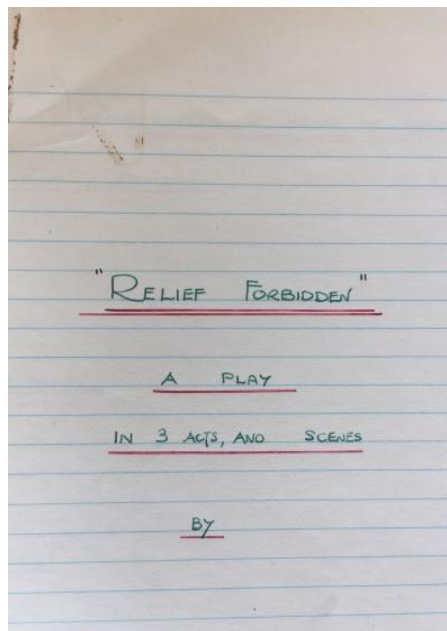 "RELIEF FORBIDDEN"
A PLAY
IN 3 ACTS, AND SCENES
BY